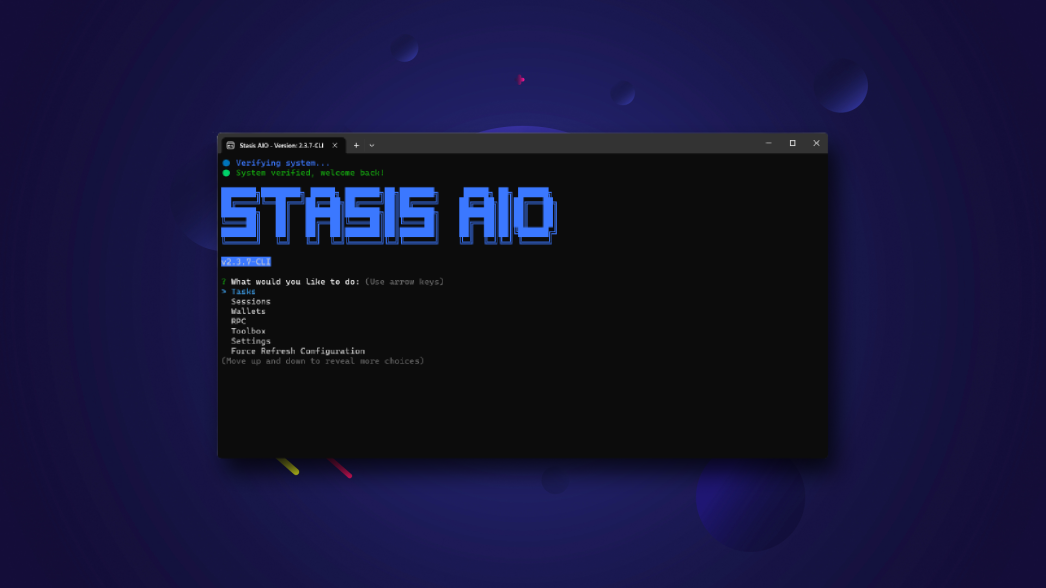 Stasis AIO - Version: 2.3.7-CLI
Verifying system...
System verified, welcome back!
STASIS AIO
v2.3.7-CLI
? What would you like to do: (Use arrow keys)
> Tasks
Sessions
Wallets
RPC
Toolbox
Settings
Force Refresh Configuration
(Move up and down to reveal more choices)